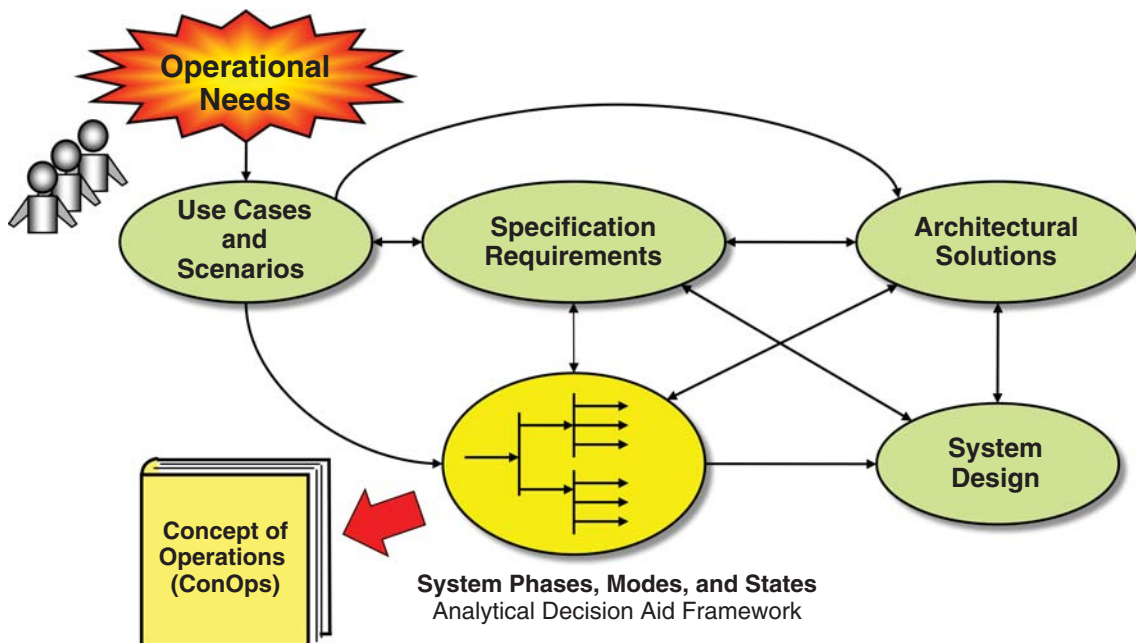 Operational
Needs
Use Cases
and
Scenarios
Specification
Requirements
Architectural
Solutions
System
Design
Concept of
Operations
(ConOps)
System Phases, Modes, and States
Analytical Decision Aid Framework